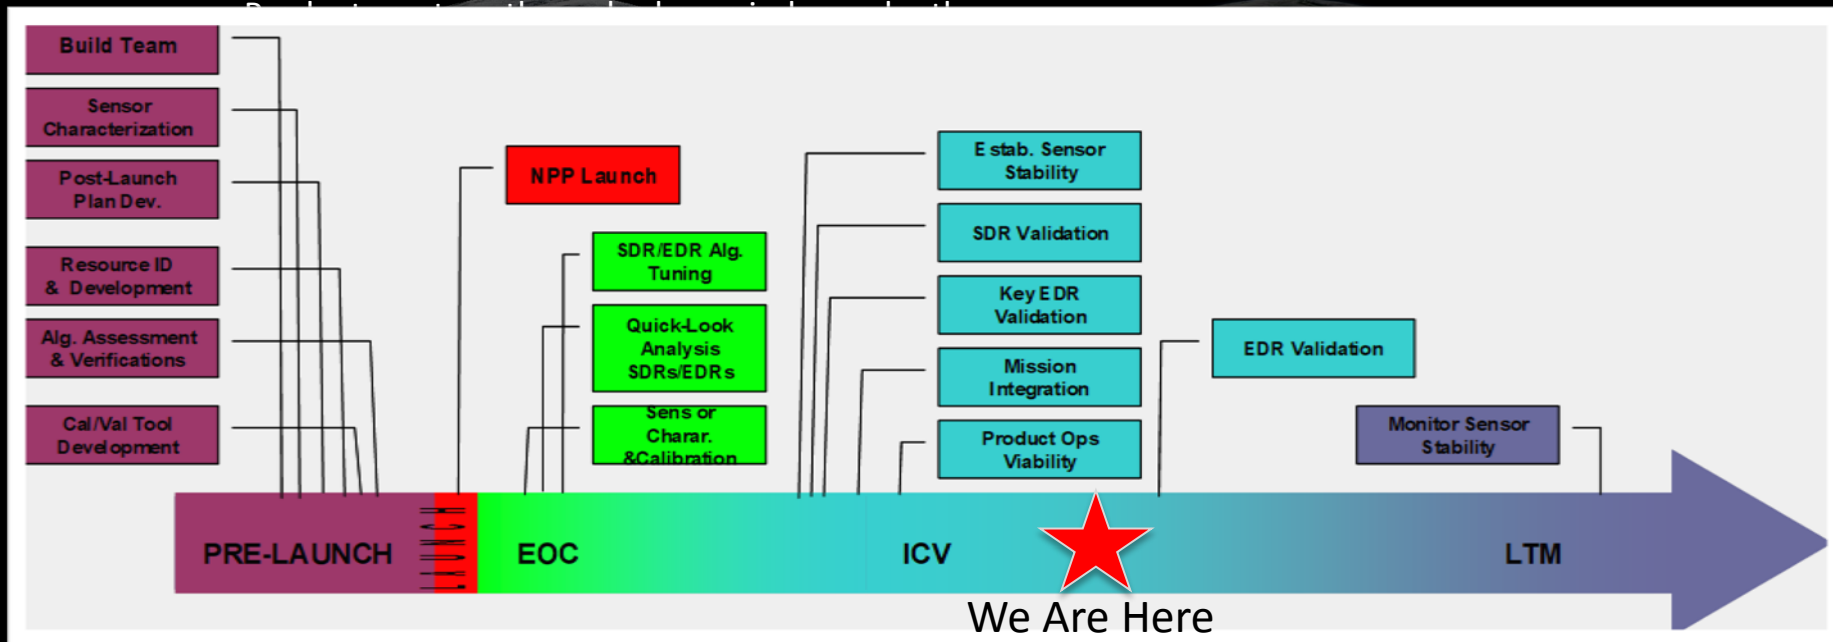 Build Team
Sensor
Characterization
Post-Launch
Plan Dev.
Resource ID
& Development
Alg. Assessment
& Verifications
Cal/Val Tool
Development
NPP Launch
SDR/EDR Alg.
Tuning
Quick-Look
Analysis
SDRs/EDRs
Sensor
Charar.
&Calibration
Estab. Sensor
Stability
SDR Validation
Key EDR
Validation
Mission
Integration
Product Ops
Viability
EDR Validation
Monitor Sensor
Stability
PRE-LAUNCH
EOC
ICV
LTM
We Are Here